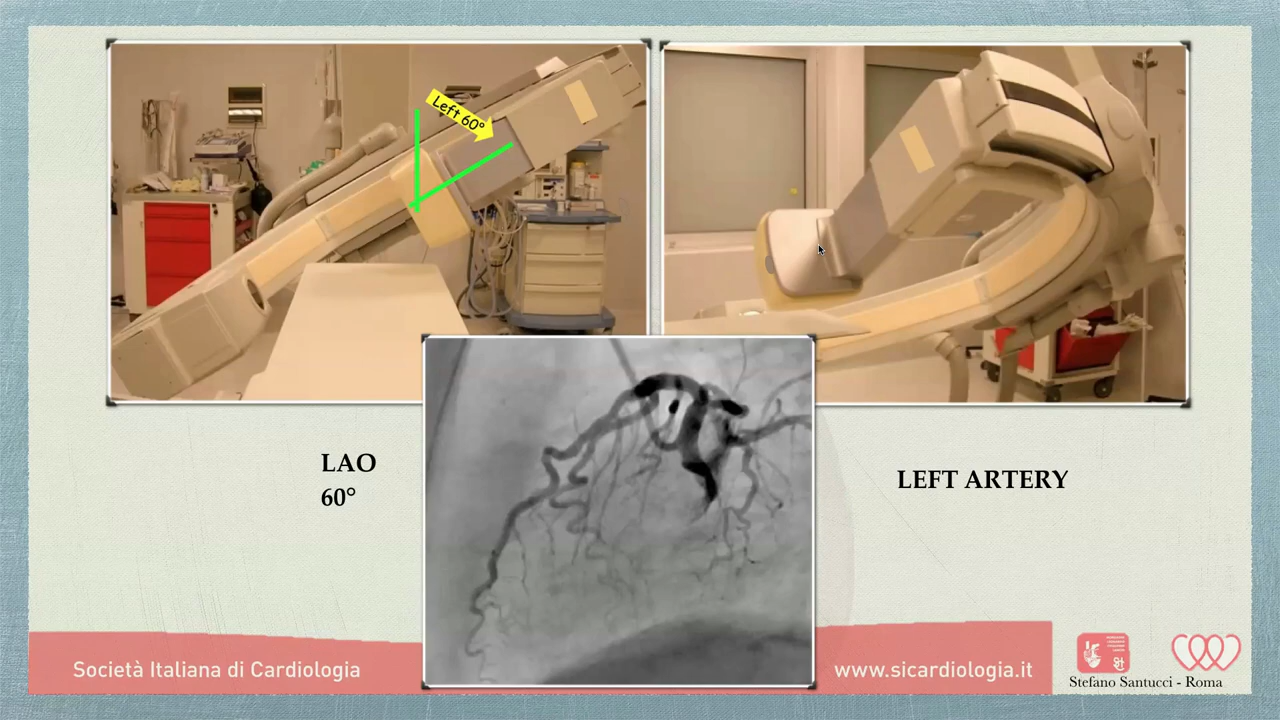 Left 60°
LAO
60°
LEFT ARTERY
Società Italiana di Cardiologia
www.sicardiologia.it
Stefano Santucci - Roma